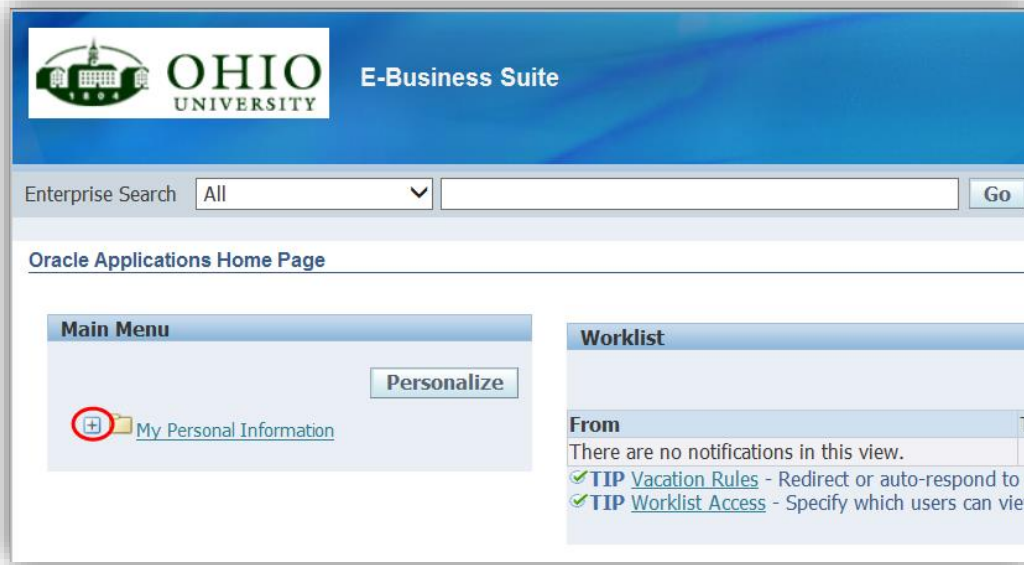 OHIO
UNIVERSITY
1804
E-Business Suite
Enterprise Search All Go
Oracle Applications Home Page
Main Menu
Personalize
My Personal Information
Worklist
From
There are no notifications in this view.
TIP Vacation Rules - Redirect or auto-respond to
TIP Worklist Access - Specify which users can